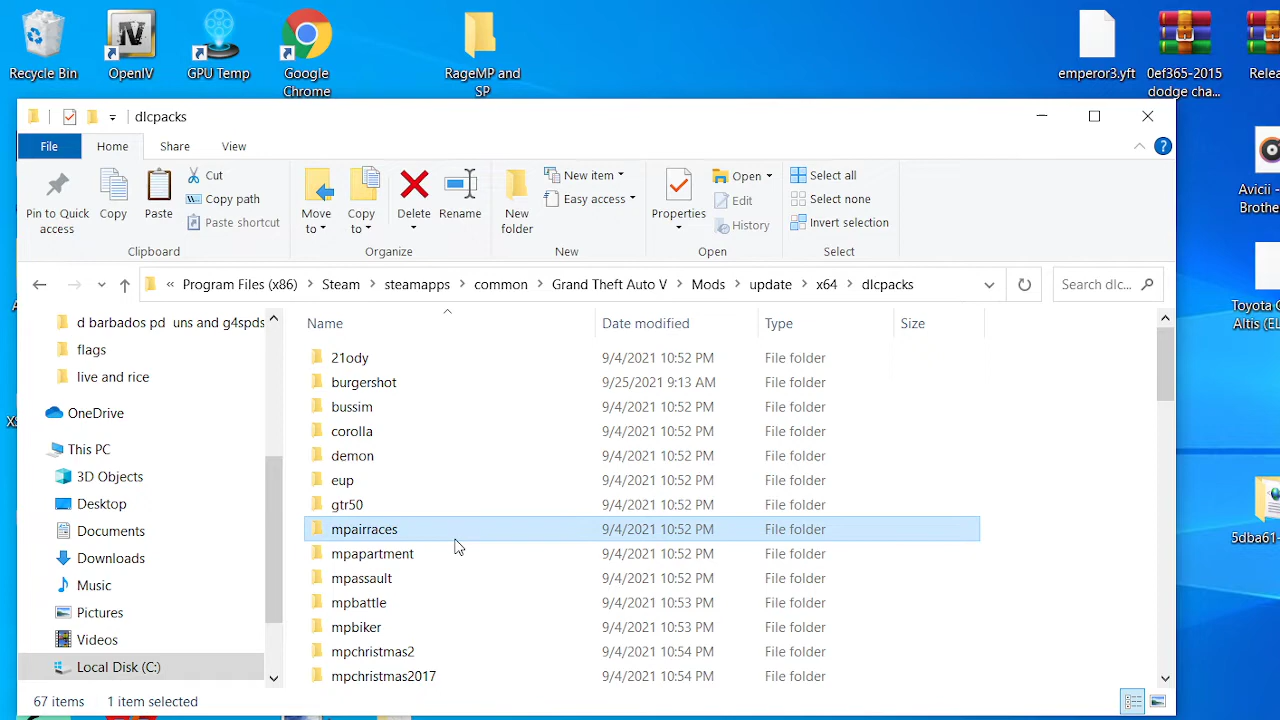 Recycle Bin
OpenIV
GPU Temp
Google
Chrome
RageMP and
SP
emperor3.yft
0ef365-2015
dodge cha...
Relea
dlcpacks
File
Home
Share
View
Pin to Quick
access
Copy
Paste
Cut
Copy path
Paste shortcut
Clipboard
Move
to
Copy
to
Delete
Rename
Organize
New
folder
New item
Easy access
New
Properties
Open
Edit
History
Open
Select all
Select none
Invert selection
Select
« Program Files (x86) > Steam > steamapps > common > Grand Theft Auto V > Mods > update > x64 > dlcpacks
Search dlc...
d barbados pd uns and g4spds
flags
live and rice
OneDrive
This PC
3D Objects
Desktop
Documents
Downloads
Music
Pictures
Videos
Local Disk (C:)
Name Date modified Type Size
21ody 9/4/2021 10:52 PM File folder
burgershot 9/25/2021 9:13 AM File folder
bussim 9/4/2021 10:52 PM File folder
corolla 9/4/2021 10:52 PM File folder
demon 9/4/2021 10:52 PM File folder
eup 9/4/2021 10:52 PM File folder
gtr50 9/4/2021 10:52 PM File folder
mpairraces 9/4/2021 10:52 PM File folder
mpapartment 9/4/2021 10:52 PM File folder
mpassault 9/4/2021 10:52 PM File folder
mpbattle 9/4/2021 10:53 PM File folder
mpbiker 9/4/2021 10:53 PM File folder
mpchristmas2 9/4/2021 10:54 PM File folder
mpchristmas2017 9/4/2021 10:54 PM File folder
67 items 1 item selected
Avicii -
Brothe
Toyota C
Altis (EL
5dba61-